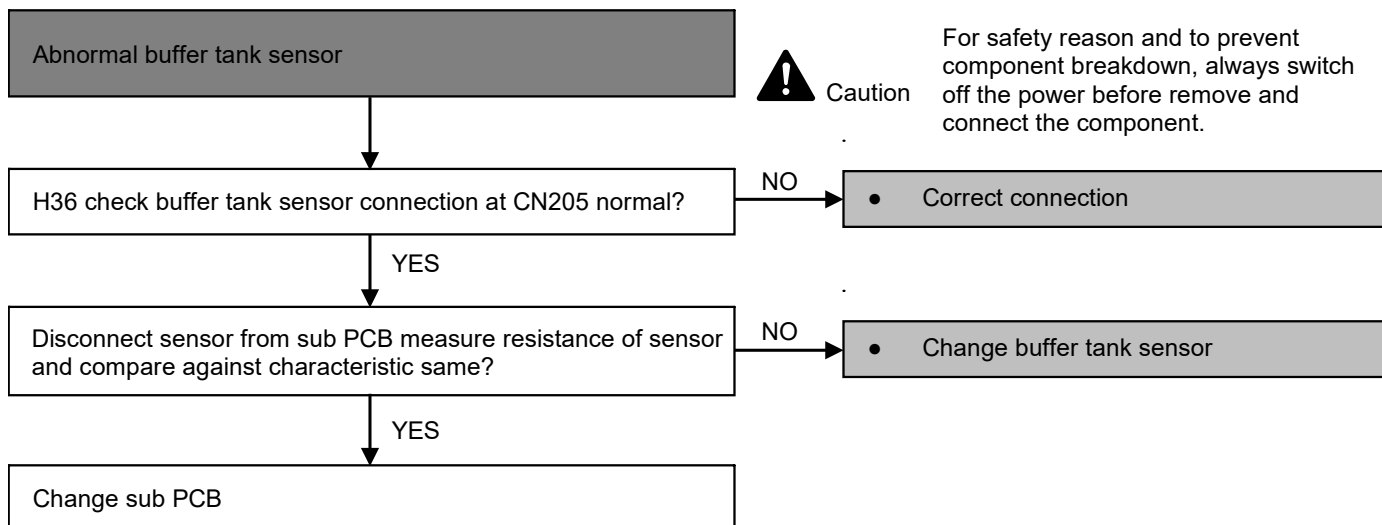 Abnormal buffer tank sensor
Caution
For safety reason and to prevent
component breakdown, always switch
off the power before remove and
connect the component.
.
H36 check buffer tank sensor connection at CN205 normal?
NO
● Correct connection
YES
.
Disconnect sensor from sub PCB measure resistance of sensor
and compare against characteristic same?
NO
● Change buffer tank sensor
YES
Change sub PCB